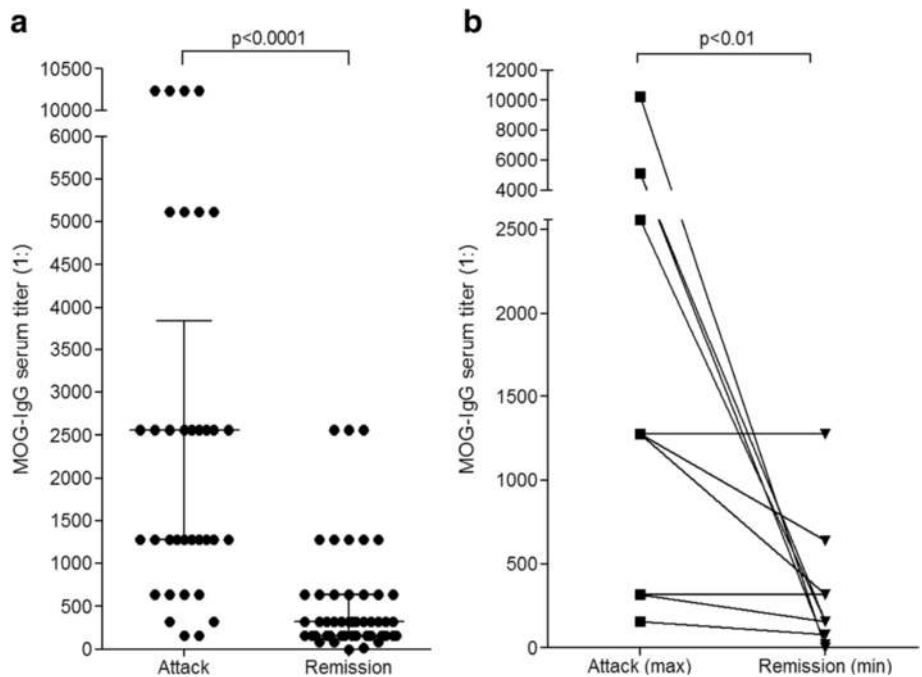 a
p<0.0001
10500
10000
6000
5500
5000
4500
4000
3500
3000
2500
2000
1500
1000
500
0
MOG-IgG serum titer (1:)
Attack
Remission
b
p<0.01
12000
10000
8000
6000
4000
2500
2000
1500
1000
500
0
MOG-IgG serum titer (1:)
Attack (max)
Remission (min)